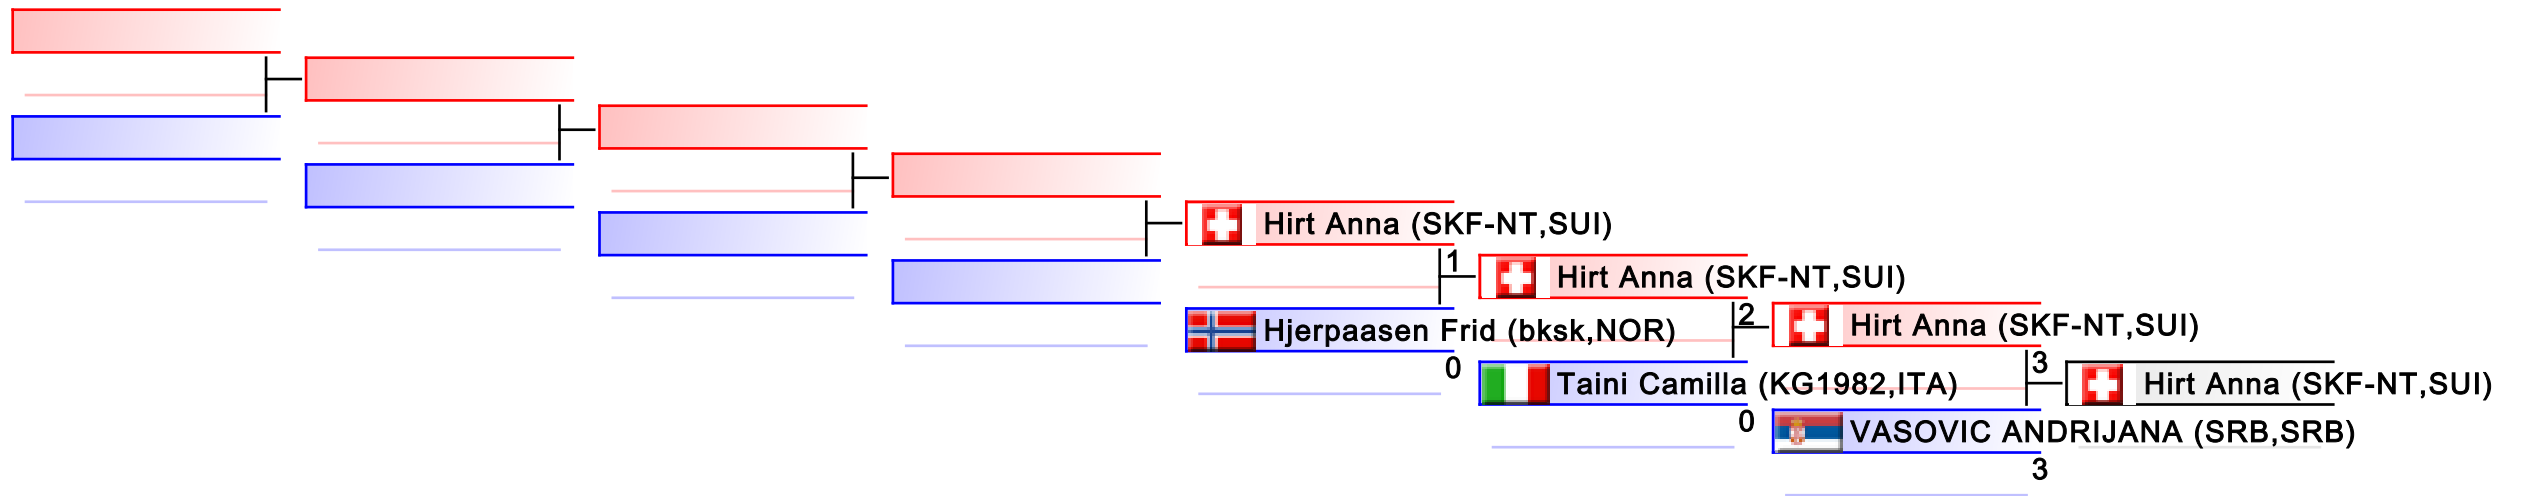 Hirt Anna (SKF-NT,SUI)
1
Hirt Anna (SKF-NT,SUI)
Hjerpaasen Frid (bksk,NOR)
0
2
Hirt Anna (SKF-NT,SUI)
Taini Camilla (KG1982,ITA)
0
3
Hirt Anna (SKF-NT,SUI)
VASOVIC ANDRIJANA (SRB,SRB)
3